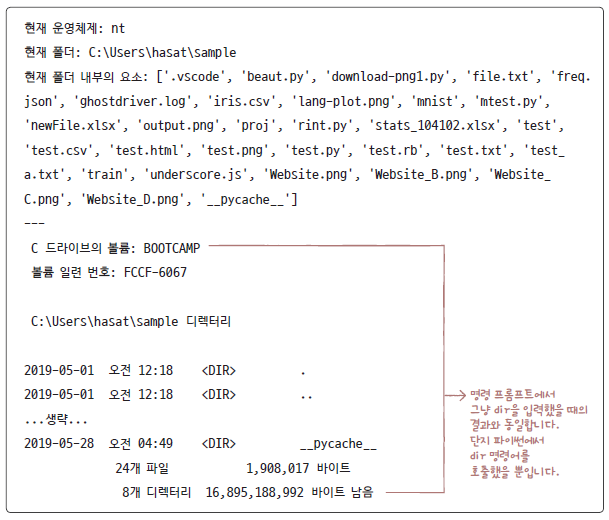 현재 운영체제: nt
현재 폴더: C:\Users\hasat\sample
현재 폴더 내부의 요소: ['.vscode', 'beaut.py', 'download-png1.py', 'file.txt', 'freq.
json', 'ghostdriver.log', 'iris.csv', 'lang-plot.png', 'mnist', 'mtest.py',
'newFile.xlsx', 'output.png', 'proj', 'rint.py', 'stats_104102.xlsx', 'test',
'test.csv', 'test.html', 'test.png', 'test.py', 'test.rb', 'test.txt', 'test_
a.txt', 'train', 'underscore.js', 'Website.png', 'Website_B.png', 'Website_
C.png', 'Website_D.png', '__pycache__']
---
C 드라이브의 볼륨: BOOTCAMP
볼륨 일련 번호: FCCF-6067
C:\Users\hasat\sample 디렉터리
2019-05-01 오전 12:18 <DIR> .
2019-05-01 오전 12:18 <DIR> ..
...생략...
2019-05-28 오전 04:49 <DIR> __pycache__
24개 파일 1,908,017 바이트
8개 디렉터리 16,895,188,992 바이트 남음
명령 프롬프트에서
그냥 dir을 입력했을 때의
결과와 동일합니다.
단지 파이썬에서
dir 명령어를
호출했을 뿐입니다.